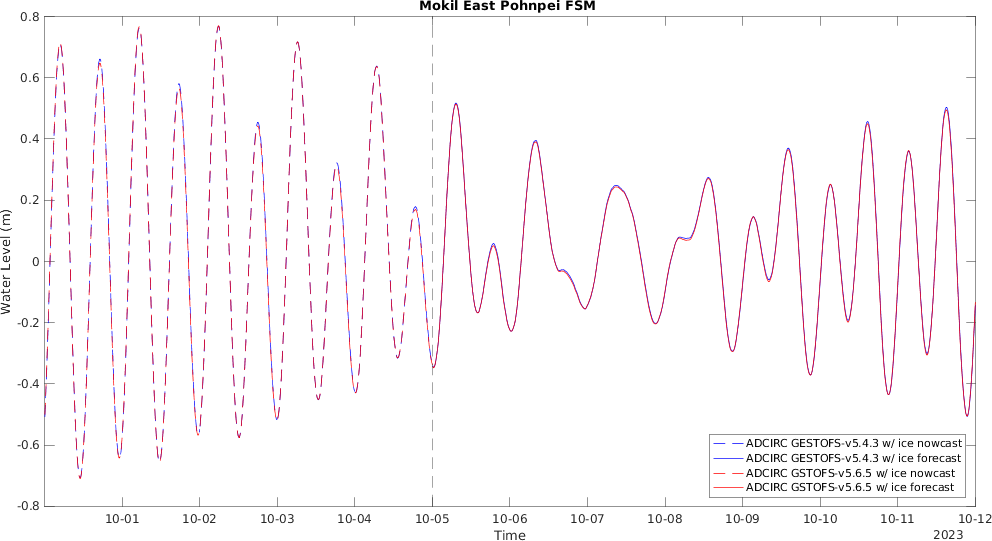 Mokil East Pohnpei FSM
0.8
0.6
0.4
0.2
0
-0.2
-0.4
-0.6
-0.8
Water Level (m)
10-01 10-02 10-03 10-04 10-05 10-06 10-07 10-08 10-09 10-10 10-11 10-12
2023
Time
ADCIRC GESTOFS-v5.4.3 w/ ice nowcast
ADCIRC GESTOFS-v5.4.3 w/ ice forecast
ADCIRC GSTOFS-v5.6.5 w/ ice nowcast
ADCIRC GSTOFS-v5.6.5 w/ ice forecast